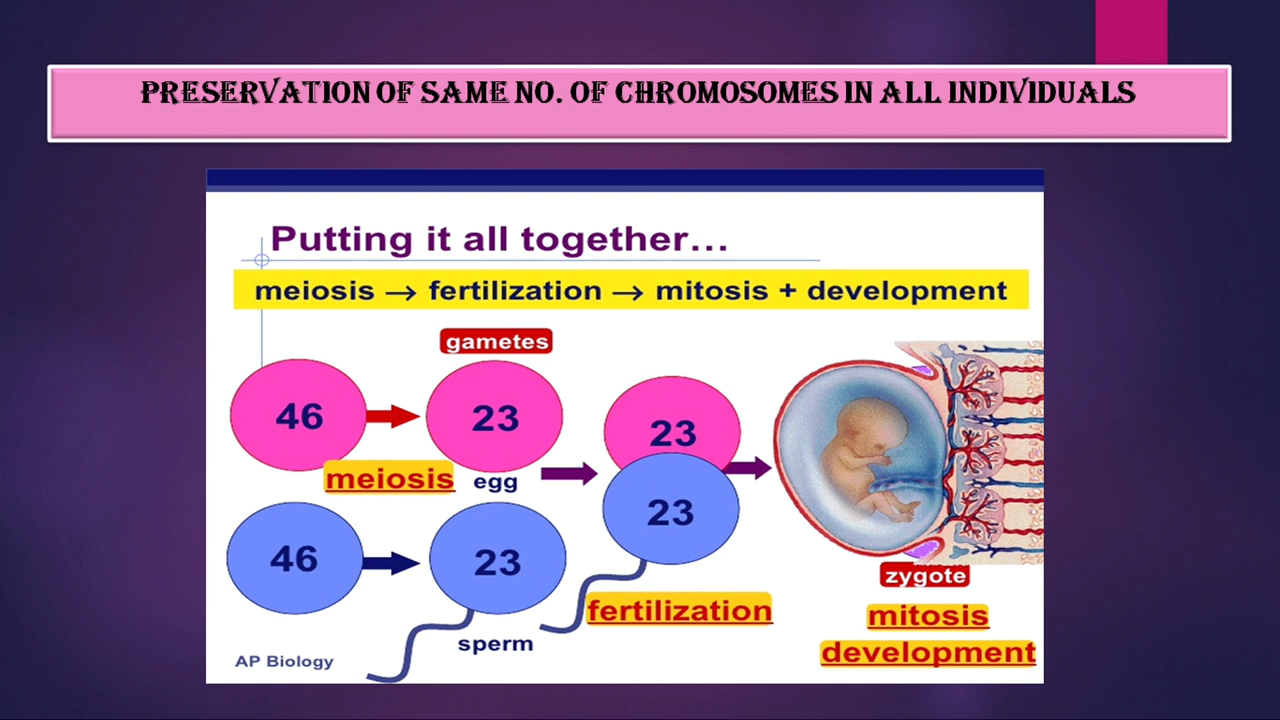 PRESERVATION OF SAME NO. OF CHROMOSOMES IN ALL INDIVIDUALS
Putting it all together...
meiosis → fertilization → mitosis + development
gametes
46
23
23
meiosis
egg
46
23
23
zygote
fertilization
mitosis
sperm
development
AP Biology